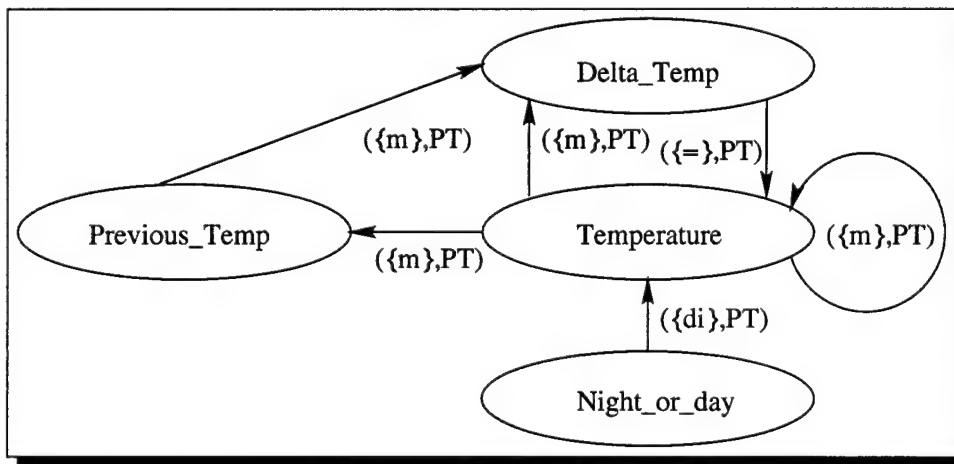 Delta_Temp
({m},PT)
({m},PT)
({=},PT)
Previous_Temp
Temperature
({m},PT)
({m},PT)
({di},PT)
Night_or_day